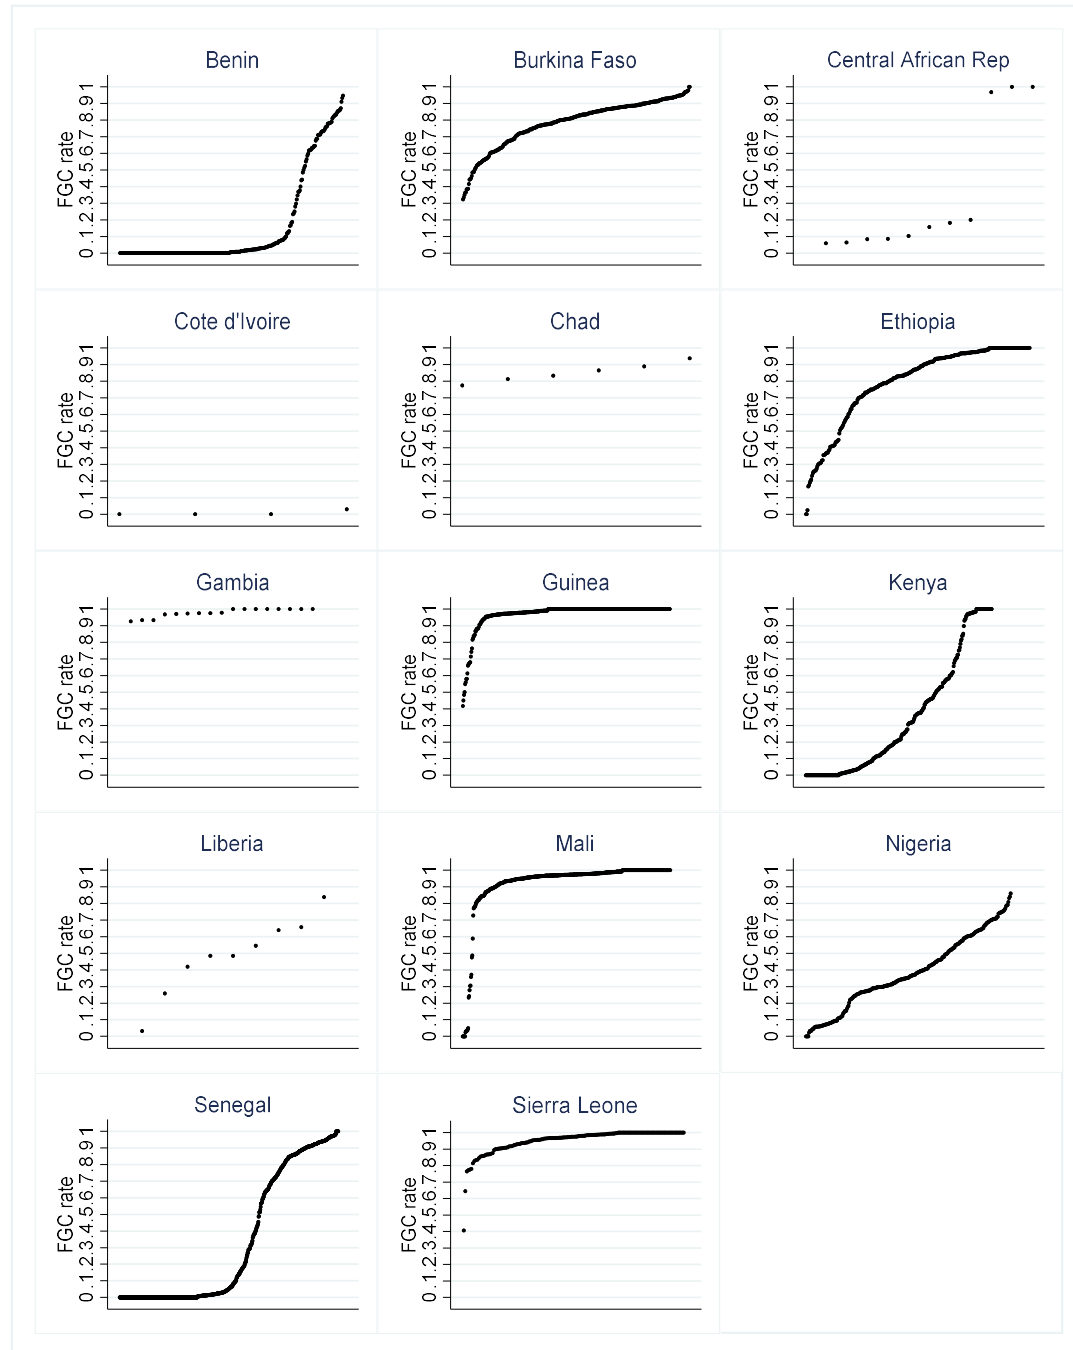 Benin
FGC rate
0 .1 .2 .3 .4 .5 .6 .7 .8 .9 1
Burkina Faso
FGC rate
0 .1 .2 .3 .4 .5 .6 .7 .8 .9 1
Central African Rep
FGC rate
0 .1 .2 .3 .4 .5 .6 .7 .8 .9 1
Cote d'Ivoire
FGC rate
0 .1 .2 .3 .4 .5 .6 .7 .8 .9 1
Chad
FGC rate
0 .1 .2 .3 .4 .5 .6 .7 .8 .9 1
Ethiopia
FGC rate
0 .1 .2 .3 .4 .5 .6 .7 .8 .9 1
Gambia
FGC rate
0 .1 .2 .3 .4 .5 .6 .7 .8 .9 1
Guinea
FGC rate
0 .1 .2 .3 .4 .5 .6 .7 .8 .9 1
Kenya
FGC rate
0 .1 .2 .3 .4 .5 .6 .7 .8 .9 1
Liberia
FGC rate
0 .1 .2 .3 .4 .5 .6 .7 .8 .9 1
Mali
FGC rate
0 .1 .2 .3 .4 .5 .6 .7 .8 .9 1
Nigeria
FGC rate
0 .1 .2 .3 .4 .5 .6 .7 .8 .9 1
Senegal
FGC rate
0 .1 .2 .3 .4 .5 .6 .7 .8 .9 1
Sierra Leone
FGC rate
0 .1 .2 .3 .4 .5 .6 .7 .8 .9 1